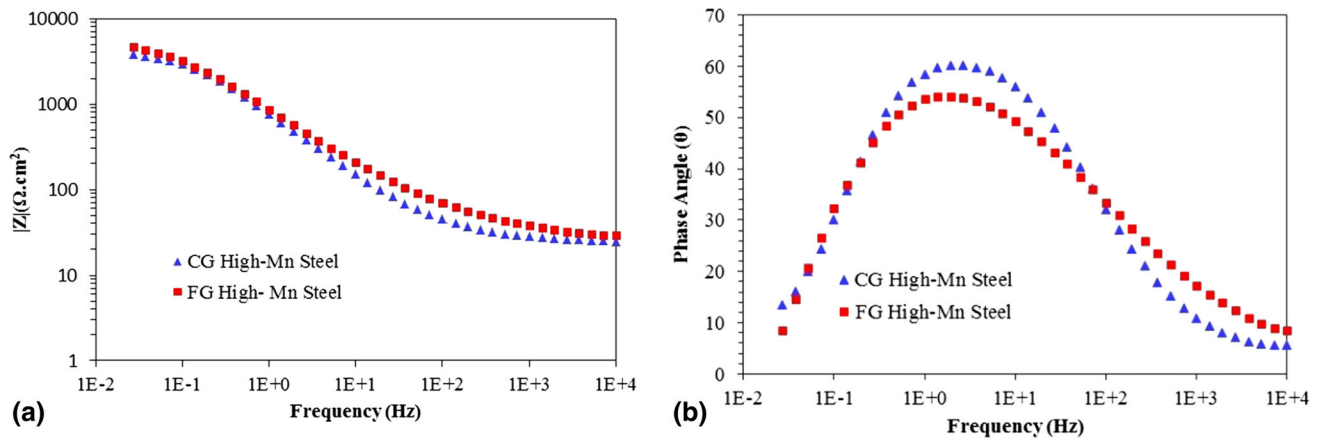 10000
1000
100
10
1
|Z|(Ω.cm²)
CG High-Mn Steel
FG High- Mn Steel
1E-2 1E-1 1E+0 1E+1 1E+2 1E+3 1E+4
Frequency (Hz)
(a)
70
60
50
40
30
20
10
0
Phase Angle (θ)
CG High-Mn Steel
FG High-Mn Steel
1E-2 1E-1 1E+0 1E+1 1E+2 1E+3 1E+4
Frequency (Hz)
(b)